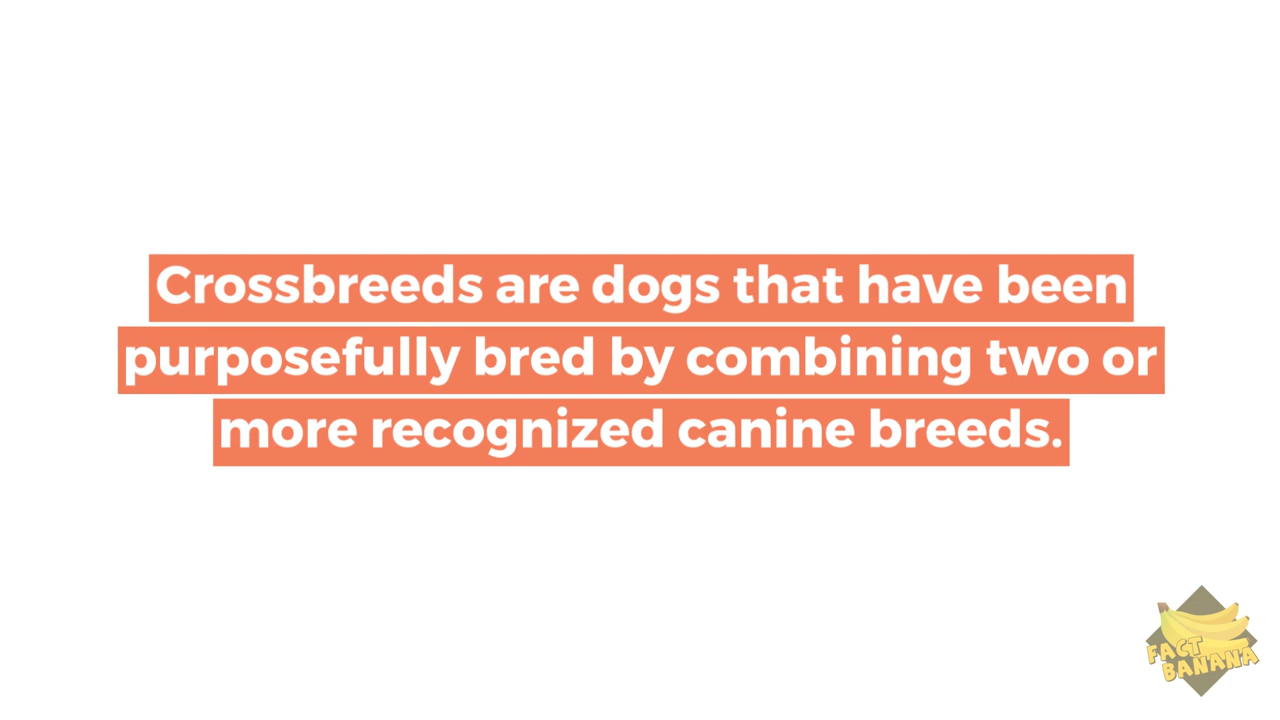 Crossbreeds are dogs that have been
purposefully bred by combining two or
more recognized canine breeds.
FACT
BANANA